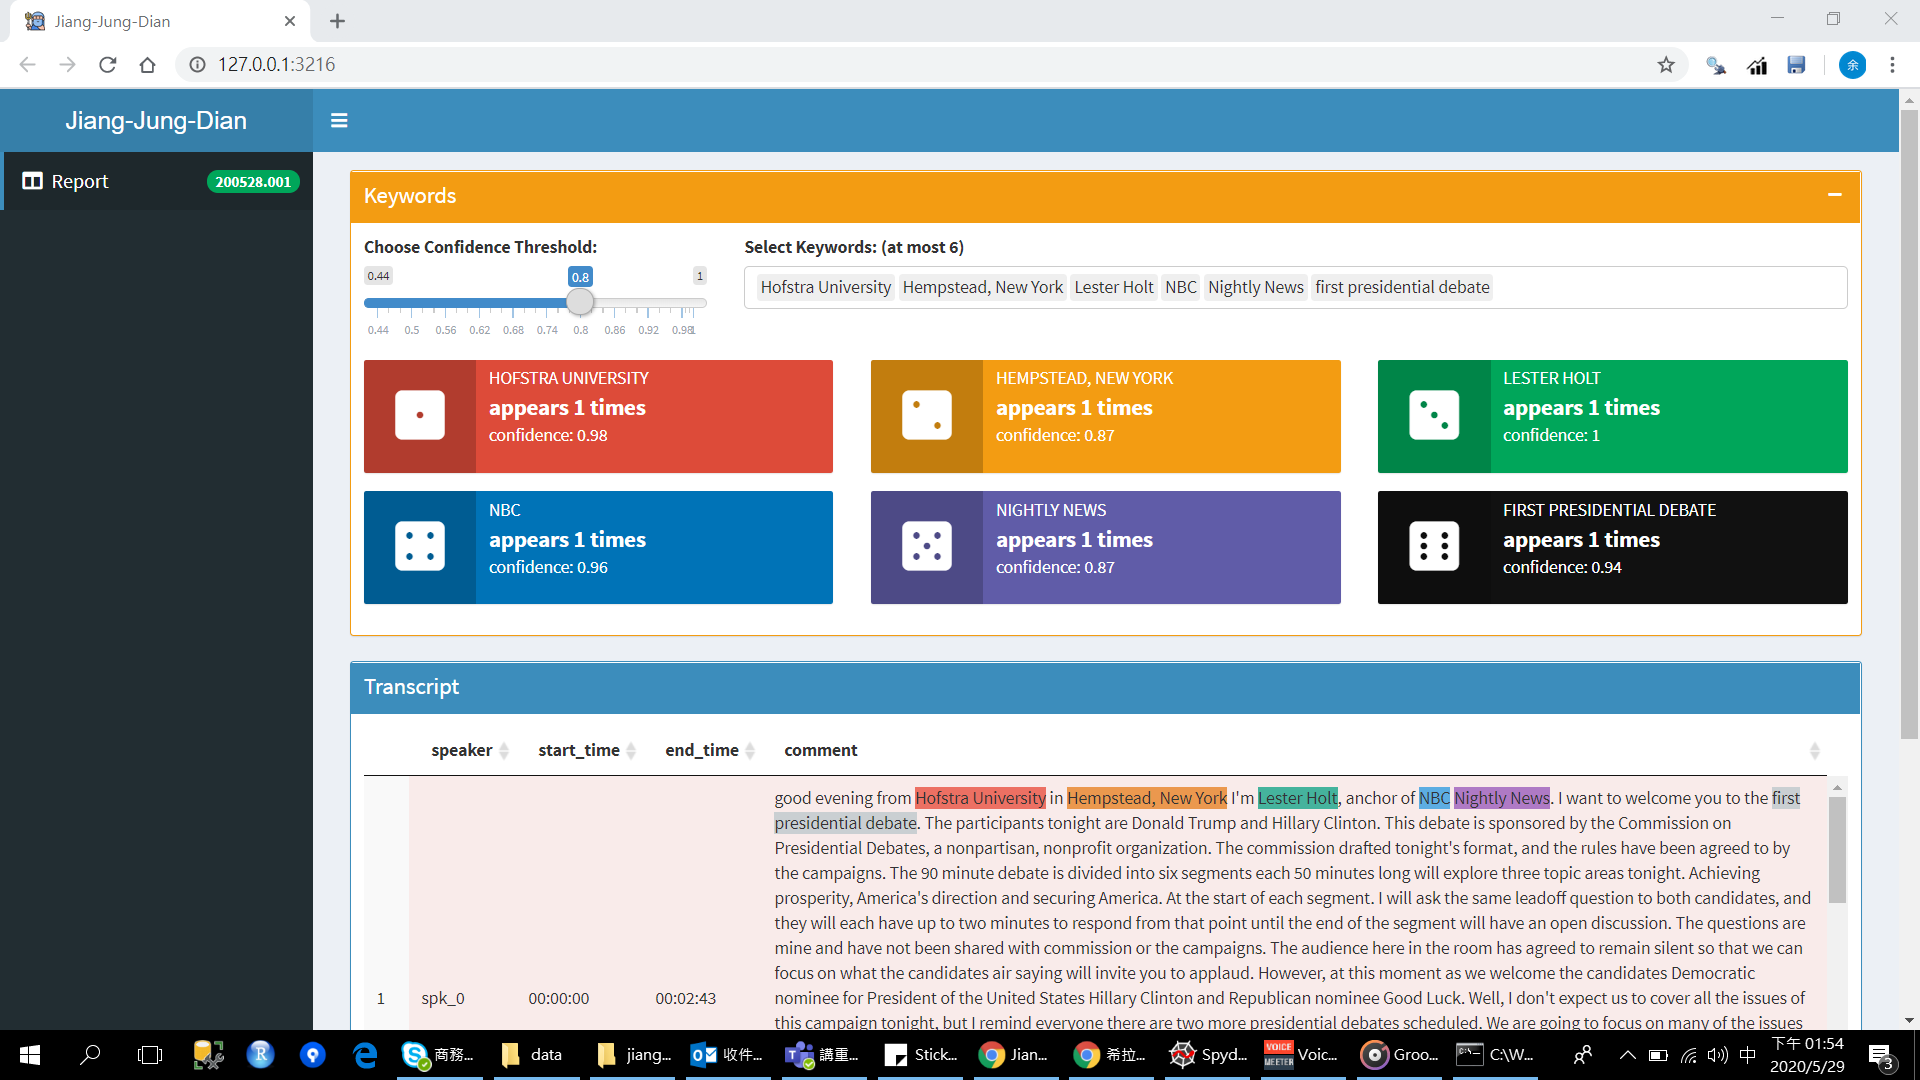 Jiang-Jung-Dian
127.0.0.1:3216
余
Jiang-Jung-Dian
Report
200528.001
Keywords
Choose Confidence Threshold:
0.44
0.8
1
0.44 0.5 0.56 0.62 0.68 0.74 0.8 0.86 0.92 0.98 1
Select Keywords: (at most 6)
Hofstra University Hempstead, New York Lester Holt NBC Nightly News first presidential debate
HOFSTRA UNIVERSITY
appears 1 times
confidence: 0.98
HEMPSTEAD, NEW YORK
appears 1 times
confidence: 0.87
LESTER HOLT
appears 1 times
confidence: 1
NBC
appears 1 times
confidence: 0.96
NIGHTLY NEWS
appears 1 times
confidence: 0.87
FIRST PRESIDENTIAL DEBATE
appears 1 times
confidence: 0.94
Transcript
speaker start_time end_time comment
1 spk_0 00:00:00 00:02:43
good evening from Hofstra University in Hempstead, New York I'm Lester Holt, anchor of NBC Nightly News. I want to welcome you to the first
presidential debate. The participants tonight are Donald Trump and Hillary Clinton. This debate is sponsored by the Commission on
Presidential Debates, a nonpartisan, nonprofit organization. The commission drafted tonight's format, and the rules have been agreed to by
the campaigns. The 90 minute debate is divided into six segments each 50 minutes long will explore three topic areas tonight. Achieving
prosperity, America's direction and securing America. At the start of each segment. I will ask the same leadoff question to both candidates, and
they will each have up to two minutes to respond from that point until the end of the segment will have an open discussion. The questions are
mine and have not been shared with commission or the campaigns. The audience here in the room has agreed to remain silent so that we can
focus on what the candidates air saying will invite you to applaud. However, at this moment as we welcome the candidates Democratic
nominee for President of the United States Hillary Clinton and Republican nominee Good Luck. Well, I don't expect us to cover all the issues of
this campaign tonight, but I remind everyone there are two more presidential debates scheduled. We are going to focus on many of the issues
R
商務...
data
jiang...
收件...
講重...
Stick...
Jian...
希拉...
Spyd...
VOICE
MEETER
Voic...
Groo...
C:\W...
中
下午 01:54
2020/5/29
3